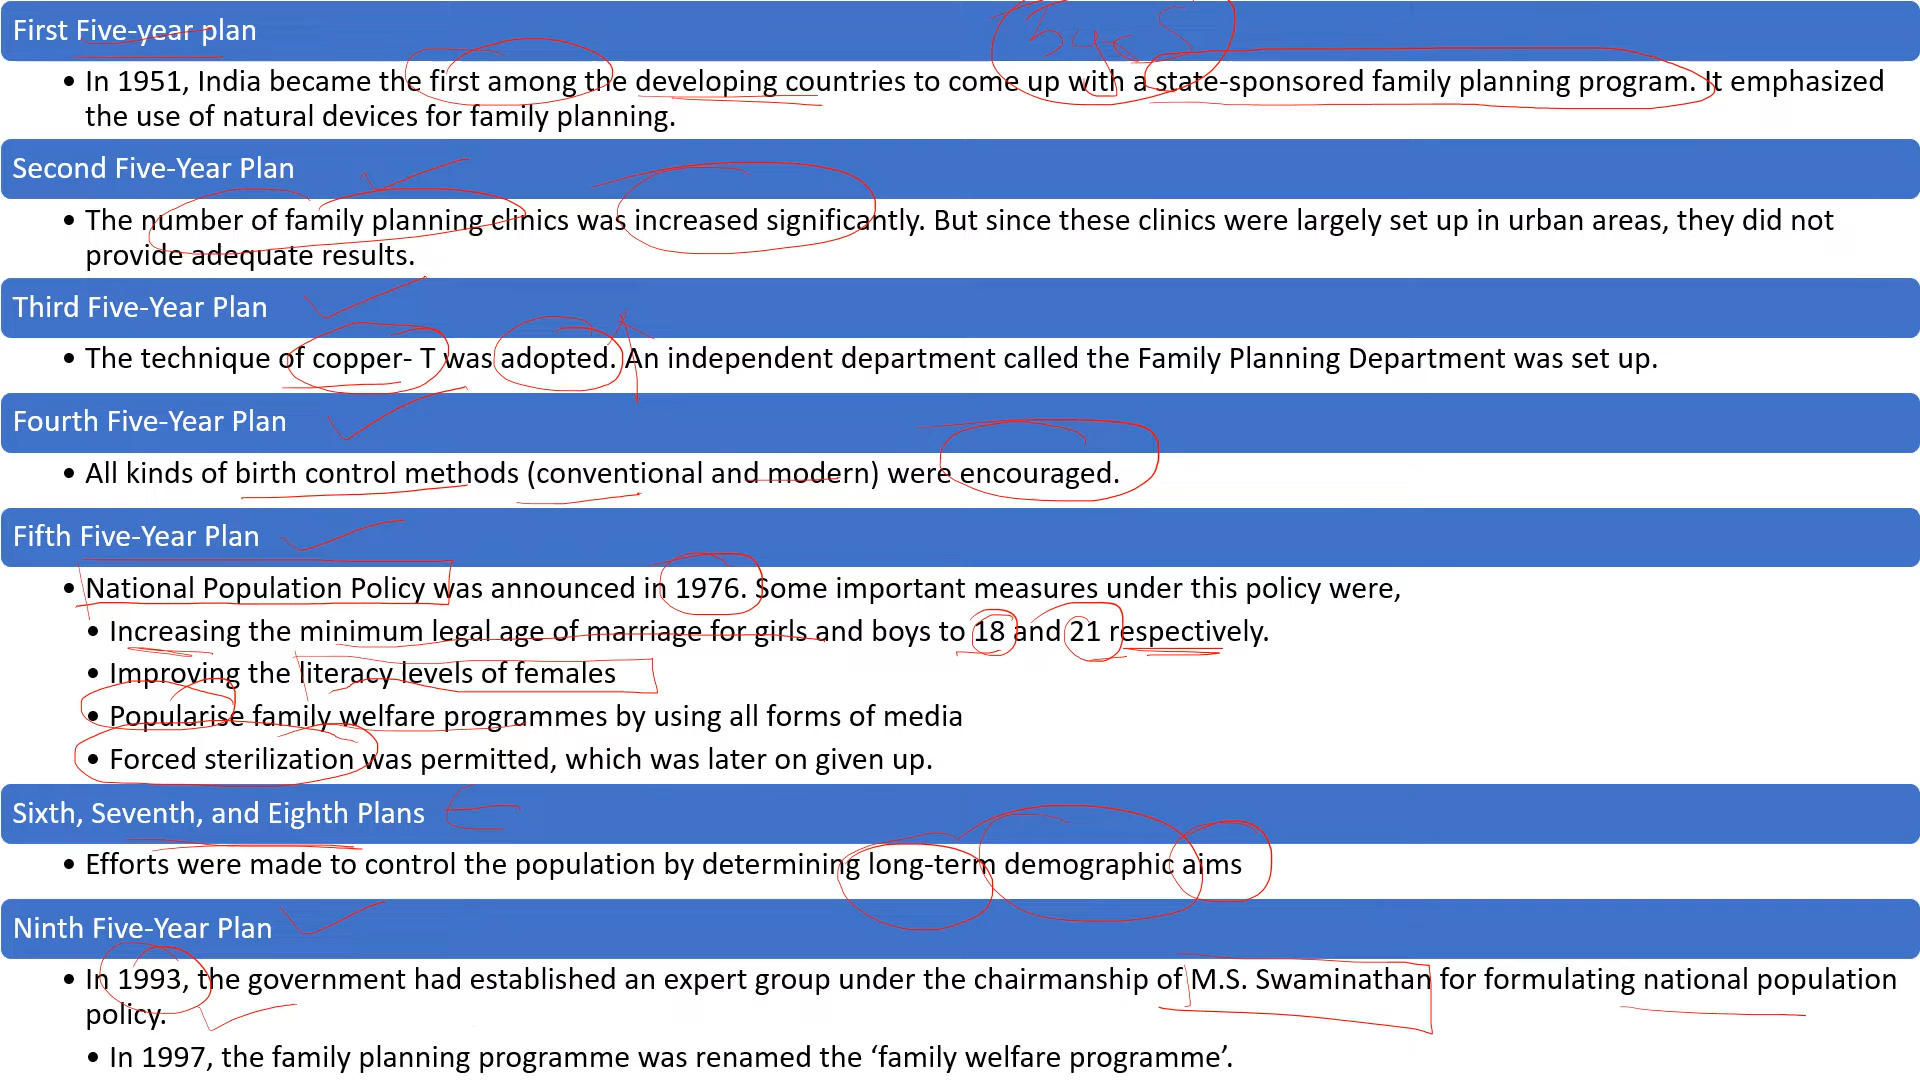 First Five-year plan
• In 1951, India became the first among the developing countries to come up with a state-sponsored family planning program. It emphasized
the use of natural devices for family planning.
Second Five-Year Plan
• The number of family planning clinics was increased significantly. But since these clinics were largely set up in urban areas, they did not
provide adequate results.
Third Five-Year Plan
• The technique of copper- T was adopted. An independent department called the Family Planning Department was set up.
Fourth Five-Year Plan
• All kinds of birth control methods (conventional and modern) were encouraged.
Fifth Five-Year Plan
• National Population Policy was announced in 1976. Some important measures under this policy were,
• Increasing the minimum legal age of marriage for girls and boys to 18 and 21 respectively.
• Improving the literacy levels of females
• Popularise family welfare programmes by using all forms of media
• Forced sterilization was permitted, which was later on given up.
Sixth, Seventh, and Eighth Plans
• Efforts were made to control the population by determining long-term demographic aims
Ninth Five-Year Plan
• In 1993, the government had established an expert group under the chairmanship of M.S. Swaminathan for formulating national population
policy.
• In 1997, the family planning programme was renamed the ‘family welfare programme’.